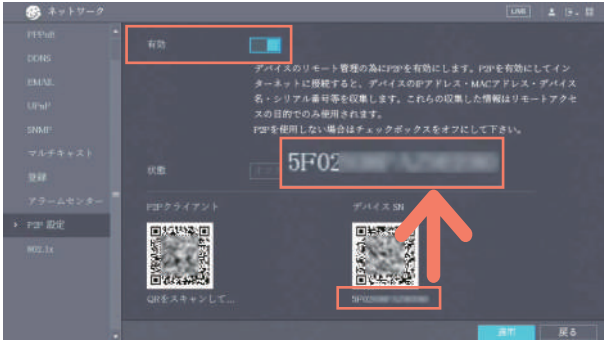 ネットワーク
LIVE
PPPoE
DDNS
EMAIL
UPnP
SNMP
マルチキャスト
登録
アラームセンター
P2P 設定
802.1x
有効
デバイスのリモート管理の為にP2Pを有効にします。P2Pを有効にしてイン
ターネットに接続すると、デバイスのIPアドレス・MACアドレス・デバイス
名・シリアル番号等を収集します。これらの収集した情報はリモートアクセ
スの目的でのみ使用されます。
P2Pを使用しない場合はチェックボックスをオフにして下さい。
状態
5F02
P2Pクライアント
デバイス SN
QRをスキャンして...
5F02
適用
戻る